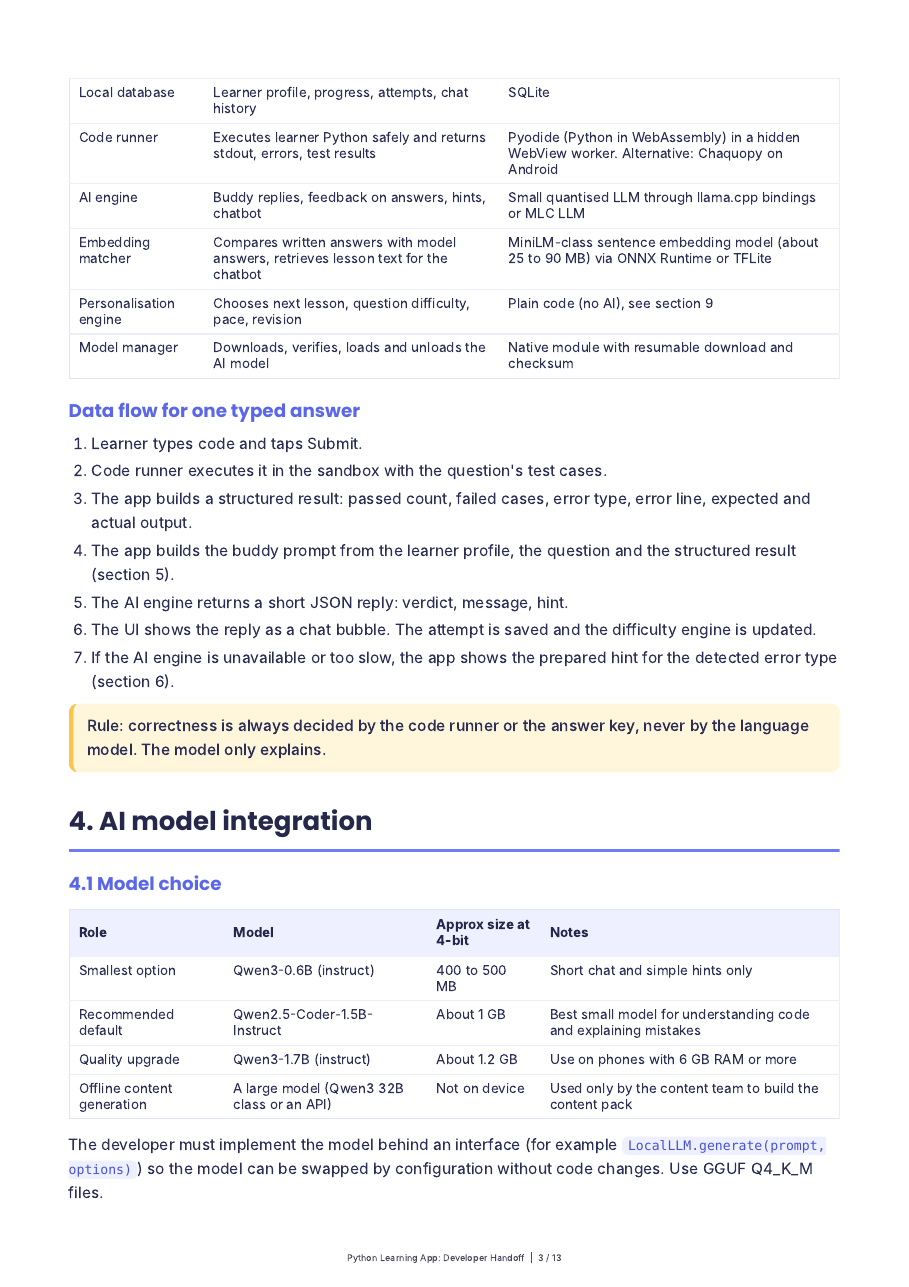 Local database Learner profile, progress, attempts, chat SQLite
history
Code runner Executes learner Python safely and returns Pyodide (Python in WebAssembly) in a hidden
stdout, errors, test results WebView worker. Alternative: Chaquopy on
Android
AI engine Buddy replies, feedback on answers, hints, Small quantised LLM through llama.cpp bindings
chatbot or MLC LLM
Embedding Compares written answers with model MiniLM-class sentence embedding model (about
matcher answers, retrieves lesson text for the 25 to 90 MB) via ONNX Runtime or TFLite
chatbot
Personalisation Chooses next lesson, question difficulty, Plain code (no AI), see section 9
engine pace, revision
Model manager Downloads, verifies, loads and unloads the Native module with resumable download and
AI model checksum
Data flow for one typed answer
1. Learner types code and taps Submit.
2. Code runner executes it in the sandbox with the question's test cases.
3. The app builds a structured result: passed count, failed cases, error type, error line, expected and
actual output.
4. The app builds the buddy prompt from the learner profile, the question and the structured result
(section 5).
5. The AI engine returns a short JSON reply: verdict, message, hint.
6. The UI shows the reply as a chat bubble. The attempt is saved and the difficulty engine is updated.
7. If the AI engine is unavailable or too slow, the app shows the prepared hint for the detected error type
(section 6).
Rule: correctness is always decided by the code runner or the answer key, never by the language
model. The model only explains.
4. AI model integration
4.1 Model choice
Role Model Approx size at Notes
4-bit
Smallest option Qwen3-0.6B (instruct) 400 to 500 Short chat and simple hints only
MB
Recommended Qwen2.5-Coder-1.5B- About 1 GB Best small model for understanding code
default Instruct and explaining mistakes
Quality upgrade Qwen3-1.7B (instruct) About 1.2 GB Use on phones with 6 GB RAM or more
Offline content A large model (Qwen3 32B Not on device Used only by the content team to build the
generation class or an API) content pack
The developer must implement the model behind an interface (for example LocalLLM.generate(prompt,
options) ) so the model can be swapped by configuration without code changes. Use GGUF Q4_K_M
files.
Python Learning App: Developer Handoff | 3 / 13